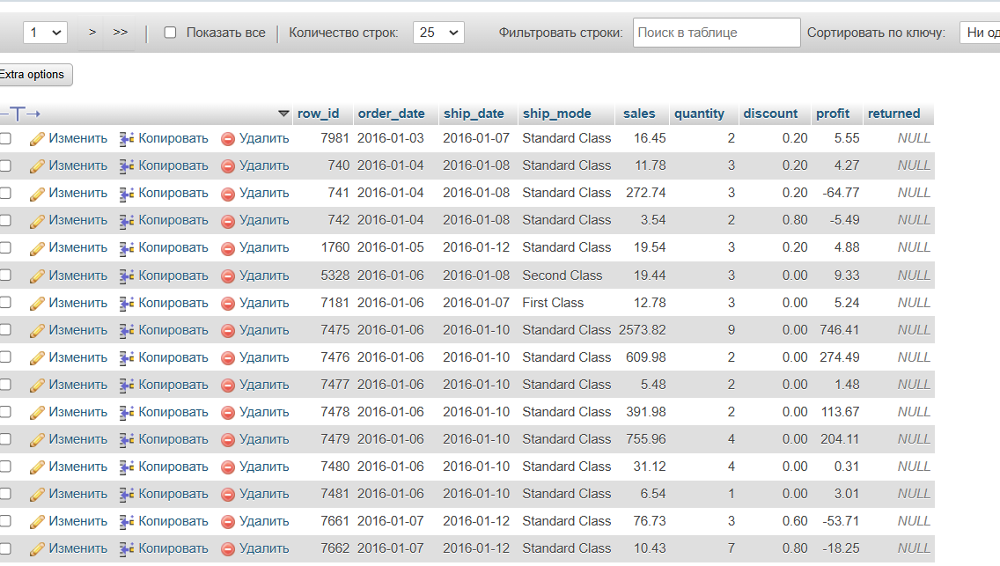 1 > >> Показать все Количество строк: 25 Фильтровать строки: Поиск в таблице Сортировать по ключу: Ни од
Extra options
row_id order_date ship_date ship_mode sales quantity discount profit returned
Изменить Копировать Удалить 7981 2016-01-03 2016-01-07 Standard Class 16.45 2 0.20 5.55 NULL
Изменить Копировать Удалить 740 2016-01-04 2016-01-08 Standard Class 11.78 3 0.20 4.27 NULL
Изменить Копировать Удалить 741 2016-01-04 2016-01-08 Standard Class 272.74 3 0.20 -64.77 NULL
Изменить Копировать Удалить 742 2016-01-04 2016-01-08 Standard Class 3.54 2 0.80 -5.49 NULL
Изменить Копировать Удалить 1760 2016-01-05 2016-01-12 Standard Class 19.54 3 0.20 4.88 NULL
Изменить Копировать Удалить 5328 2016-01-06 2016-01-08 Second Class 19.44 3 0.00 9.33 NULL
Изменить Копировать Удалить 7181 2016-01-06 2016-01-07 First Class 12.78 3 0.00 5.24 NULL
Изменить Копировать Удалить 7475 2016-01-06 2016-01-10 Standard Class 2573.82 9 0.00 746.41 NULL
Изменить Копировать Удалить 7476 2016-01-06 2016-01-10 Standard Class 609.98 2 0.00 274.49 NULL
Изменить Копировать Удалить 7477 2016-01-06 2016-01-10 Standard Class 5.48 2 0.00 1.48 NULL
Изменить Копировать Удалить 7478 2016-01-06 2016-01-10 Standard Class 391.98 2 0.00 113.67 NULL
Изменить Копировать Удалить 7479 2016-01-06 2016-01-10 Standard Class 755.96 4 0.00 204.11 NULL
Изменить Копировать Удалить 7480 2016-01-06 2016-01-10 Standard Class 31.12 4 0.00 0.31 NULL
Изменить Копировать Удалить 7481 2016-01-06 2016-01-10 Standard Class 6.54 1 0.00 3.01 NULL
Изменить Копировать Удалить 7661 2016-01-07 2016-01-12 Standard Class 76.73 3 0.60 -53.71 NULL
Изменить Копировать Удалить 7662 2016-01-07 2016-01-12 Standard Class 10.43 7 0.80 -18.25 NULL